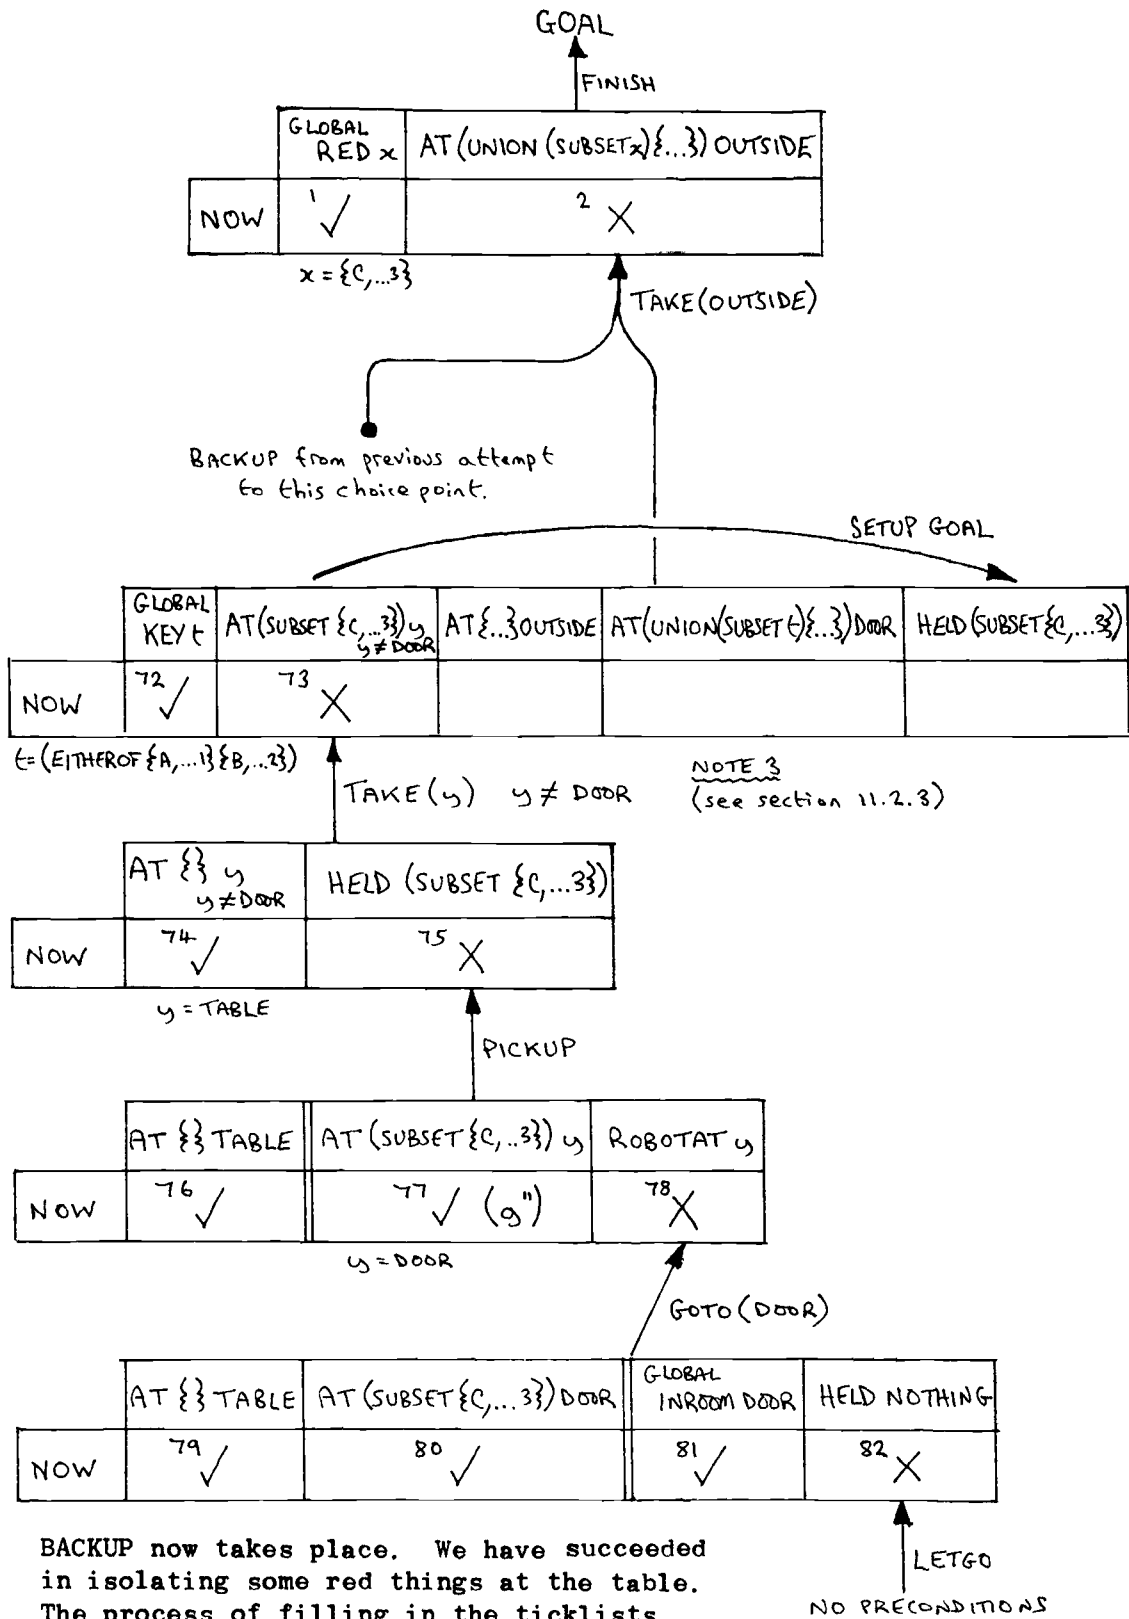 GOAL
FINISH
GLOBAL
RED x
AT (UNION (SUBSET x) {...}) OUTSIDE
NOW
1 ✓
2 X
x = {C,...3}
TAKE (OUTSIDE)
BACKUP from previous attempt
to this choice point.
SETUP GOAL
GLOBAL
KEY t
AT (SUBSET {C,...3}) y
y ≠ DOOR
AT {...} OUTSIDE
AT (UNION (SUBSET t) {...}) DOOR
HELD (SUBSET {C,...3})
NOW
72 ✓
73 X
t = (EITHEROF {A,...1} {B,...2})
TAKE (y) y ≠ DOOR
NOTE 3
(see section 11.2.3)
AT {} y
y ≠ DOOR
HELD (SUBSET {C,...3})
NOW
74 ✓
75 X
y = TABLE
PICKUP
AT {} TABLE
AT (SUBSET {C,..3}) y
ROBOTAT y
NOW
76 ✓
77 ✓ (g")
78 X
y = DOOR
GOTO (DOOR)
AT {} TABLE
AT (SUBSET {C,...3}) DOOR
GLOBAL
INROOM DOOR
HELD NOTHING
NOW
79 ✓
80 ✓
81 ✓
82 X
LETGO
NO PRECONDITIONS
BACKUP now takes place. We have succeeded
in isolating some red things at the table.
The process of filling in the ticklists